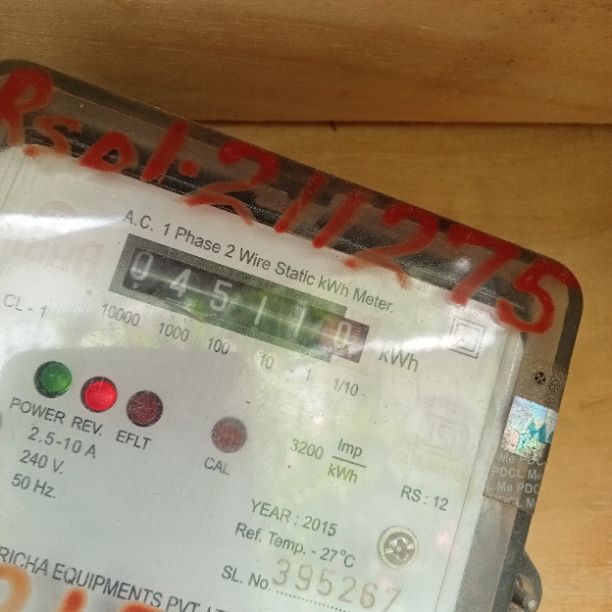 Rspl.211275
A.C. 1 Phase 2 Wire Static kWh Meter.
045110 kWh
CL - 1
10000 1000 100 10 1 1/10
POWER REV. EFLT
CAL
2.5-10 A
240 V.
50 Hz.
3200 Imp/kWh
RS : 12
YEAR : 2015
Ref. Temp. - 27°C
SL. No. 395267
RICHA EQUIPMENTS PVT.
PDCL